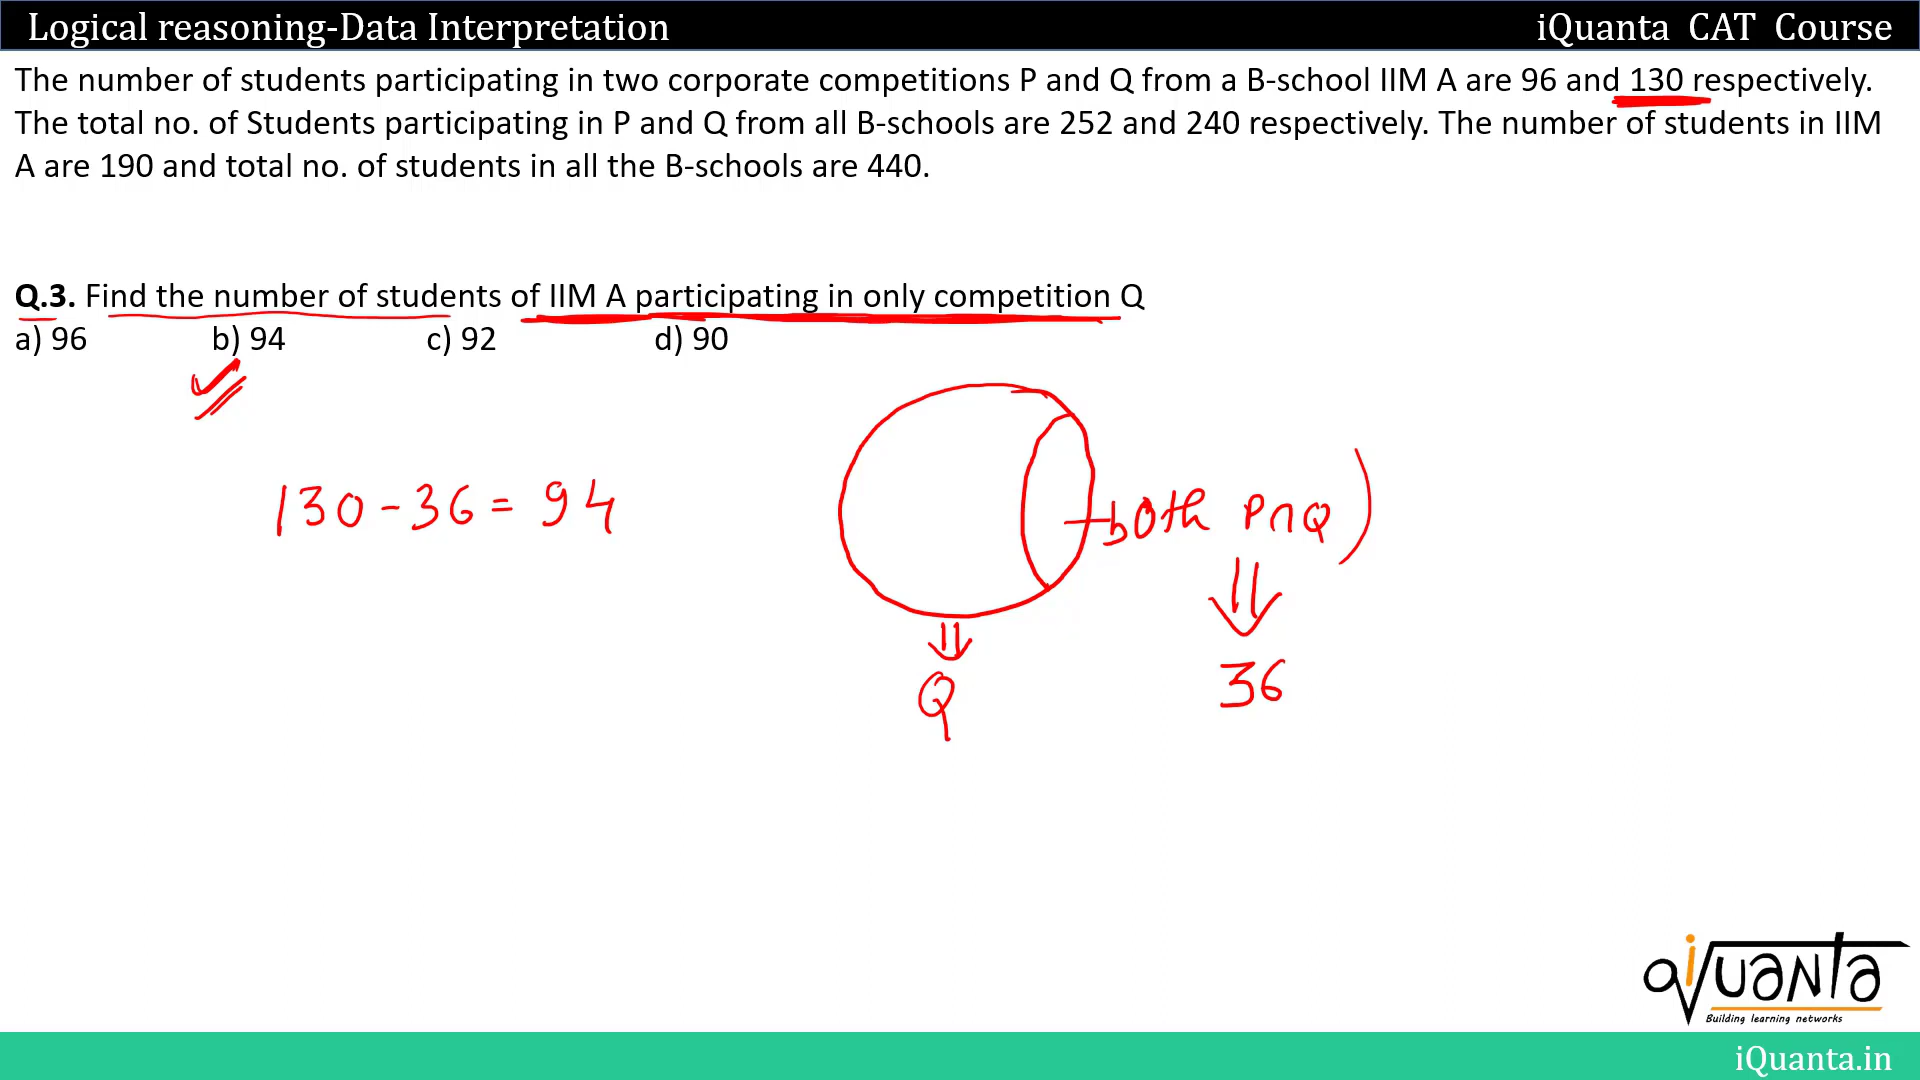 Logical reasoning-Data Interpretation
iQuanta CAT Course
The number of students participating in two corporate competitions P and Q from a B-school IIM A are 96 and 130 respectively.
The total no. of Students participating in P and Q from all B-schools are 252 and 240 respectively. The number of students in IIM
A are 190 and total no. of students in all the B-schools are 440.
Q.3. Find the number of students of IIM A participating in only competition Q
a) 96 b) 94 c) 92 d) 90
130 - 36 = 94
both P∩Q)
36
Q
iQuanta
Building learning networks
iQuanta.in